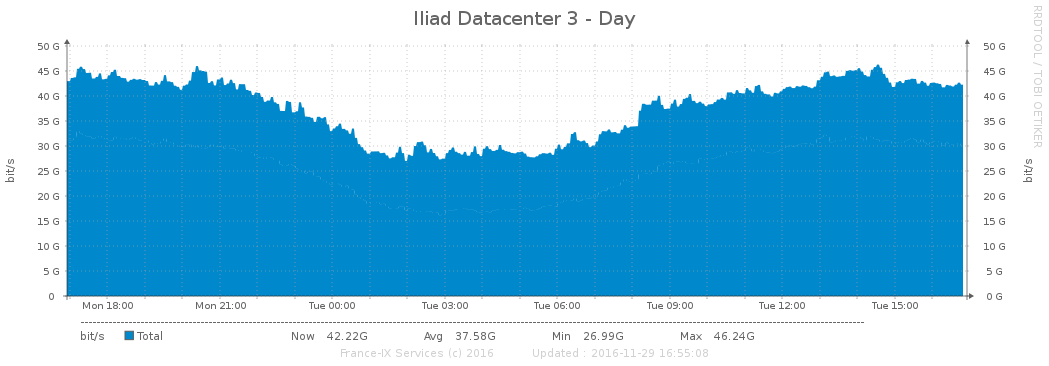 Iliad Datacenter 3 - Day
RRDTOOL / TOBI OETIKER
50 G 50 G
45 G 45 G
40 G 40 G
35 G 35 G
30 G 30 G
25 G 25 G
20 G 20 G
15 G 15 G
10 G 10 G
5 G 5 G
0 0 G
bit/s bit/s
Mon 18:00 Mon 21:00 Tue 00:00 Tue 03:00 Tue 06:00 Tue 09:00 Tue 12:00 Tue 15:00
bit/s Total Now 42.22G Avg 37.58G Min 26.99G Max 46.24G
France-IX Services (c) 2016 Updated : 2016-11-29 16:55:08